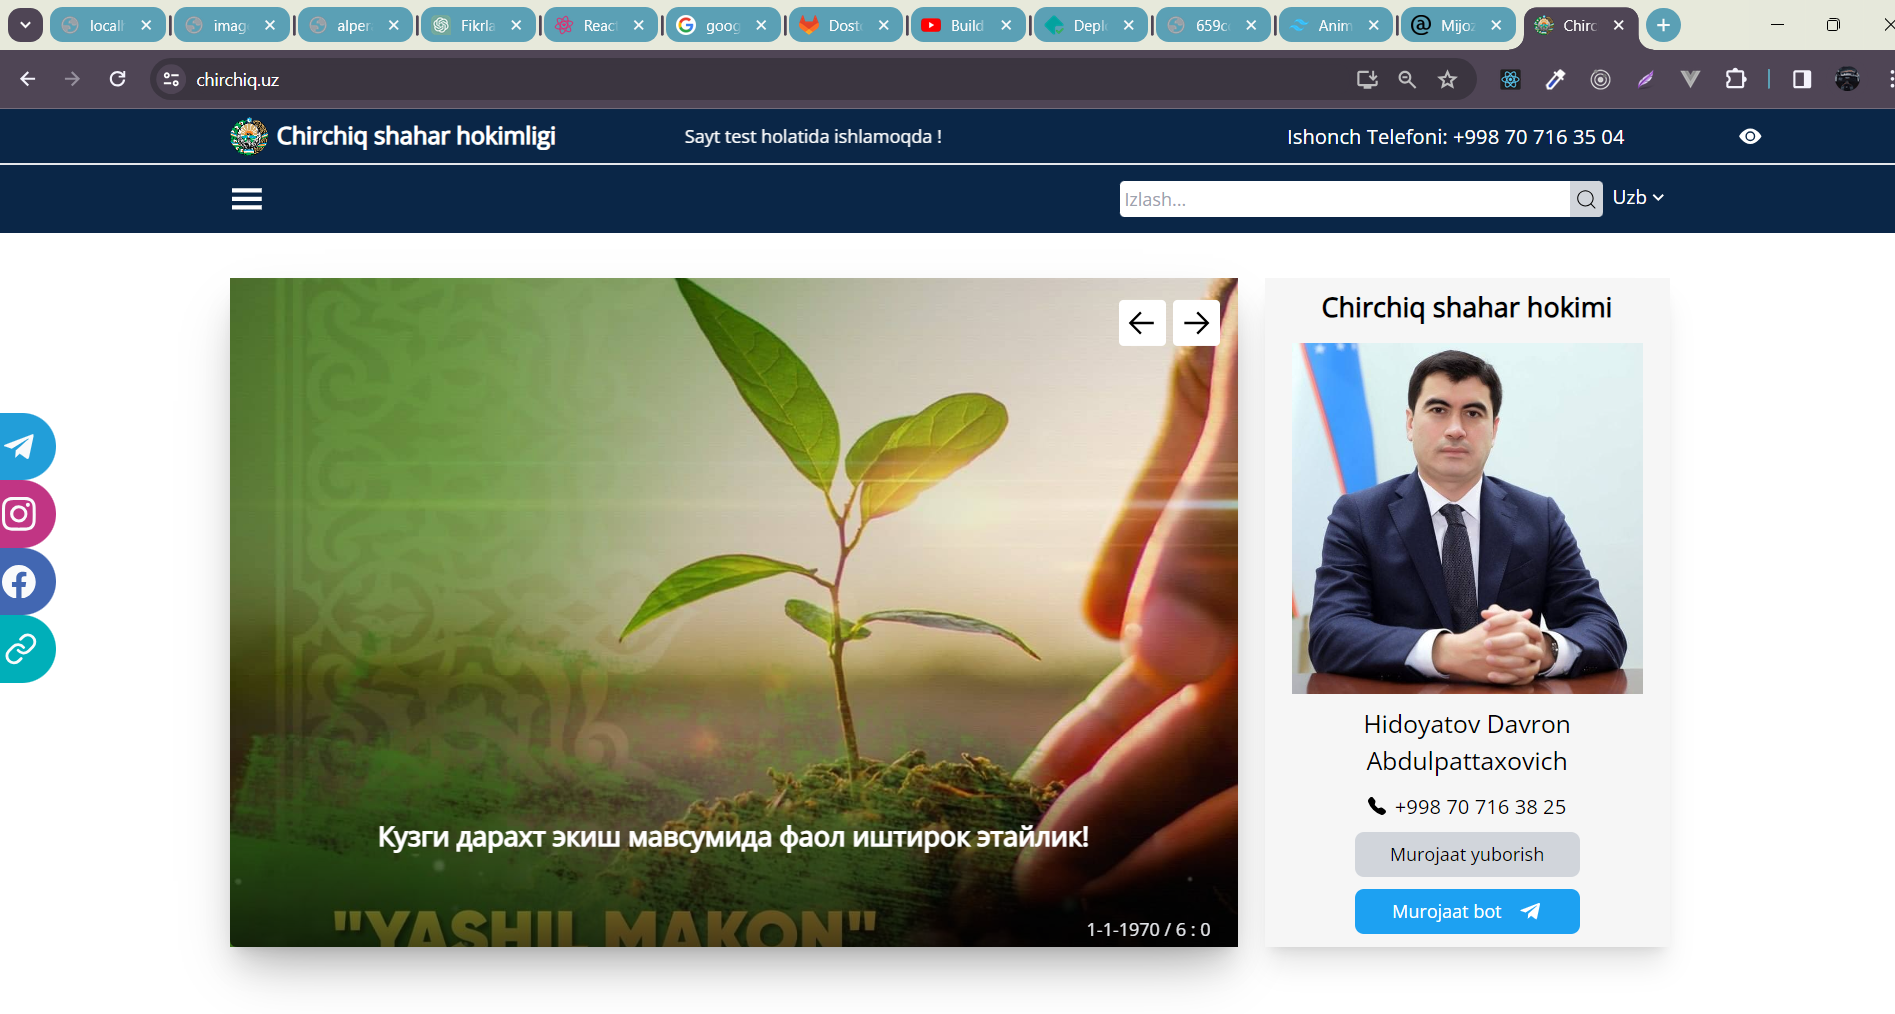 locall
imag
alper
Fikrla
Reac
goog
Dost
Build
Deplo
659c
Anim
Mijoz
Chirc
chirchiq.uz
Chirchiq shahar hokimligi
Sayt test holatida ishlamoqda !
Ishonch Telefoni: +998 70 716 35 04
Izlash...
Uzb
Chirchiq shahar hokimi
Hidoyatov Davron
Abdulpattaxovich
+998 70 716 38 25
Murojaat yuborish
Murojaat bot
Кузги дарахт экиш мавсумида фаол иштирок этайлик!
"YASHIL MAKON"
1-1-1970 / 6 : 0